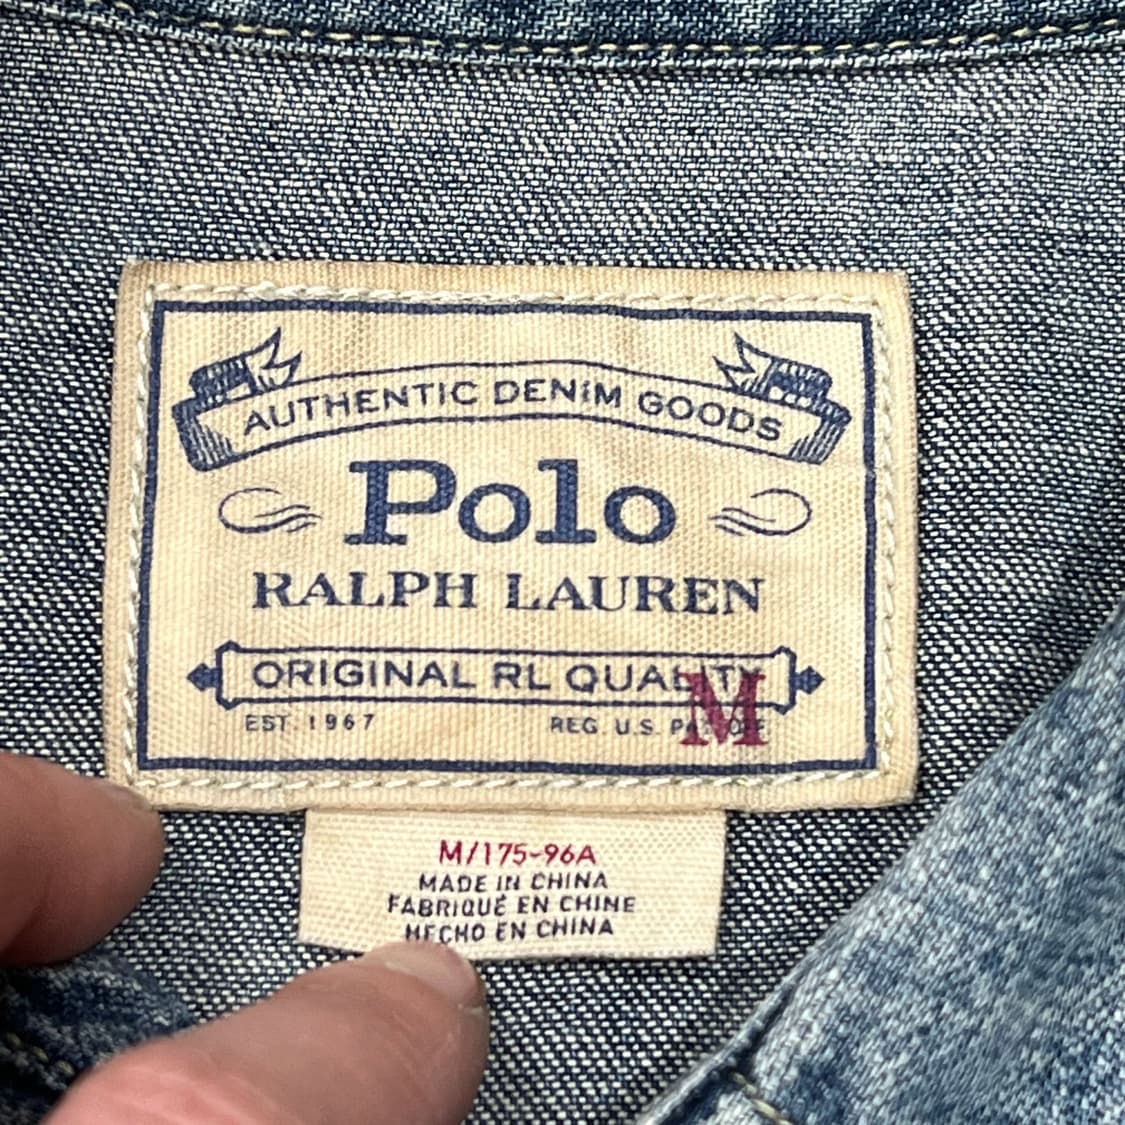 AUTHENTIC DENIM GOODS
Polo
RALPH LAUREN
ORIGINAL RL QUALITY
EST. 1967 REG. U.S. PAT. OFF
M
M/175-96A
MADE IN CHINA
FABRIQUÉ EN CHINE
HECHO EN CHINA